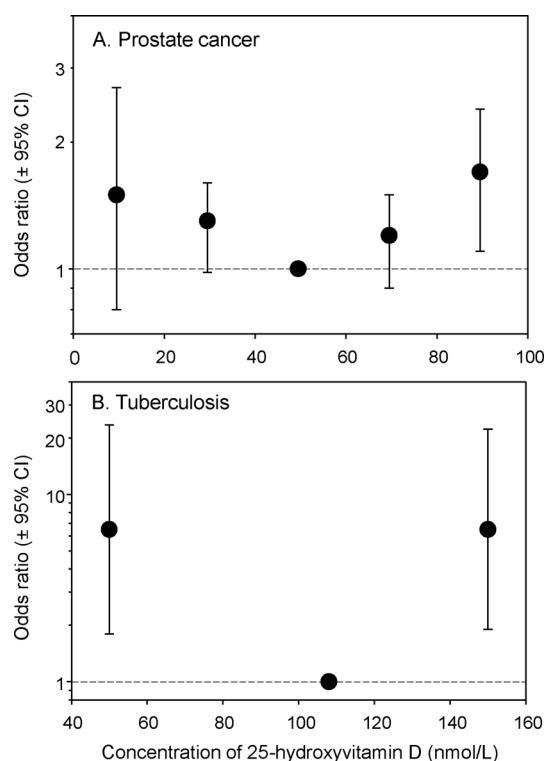 A. Prostate cancer
Odds ratio (± 95% CI)
3
2
1
0 20 40 60 80 100
B. Tuberculosis
Odds ratio (± 95% CI)
30
20
10
2
1
40 60 80 100 120 140 160
Concentration of 25-hydroxyvitamin D (nmol/L)